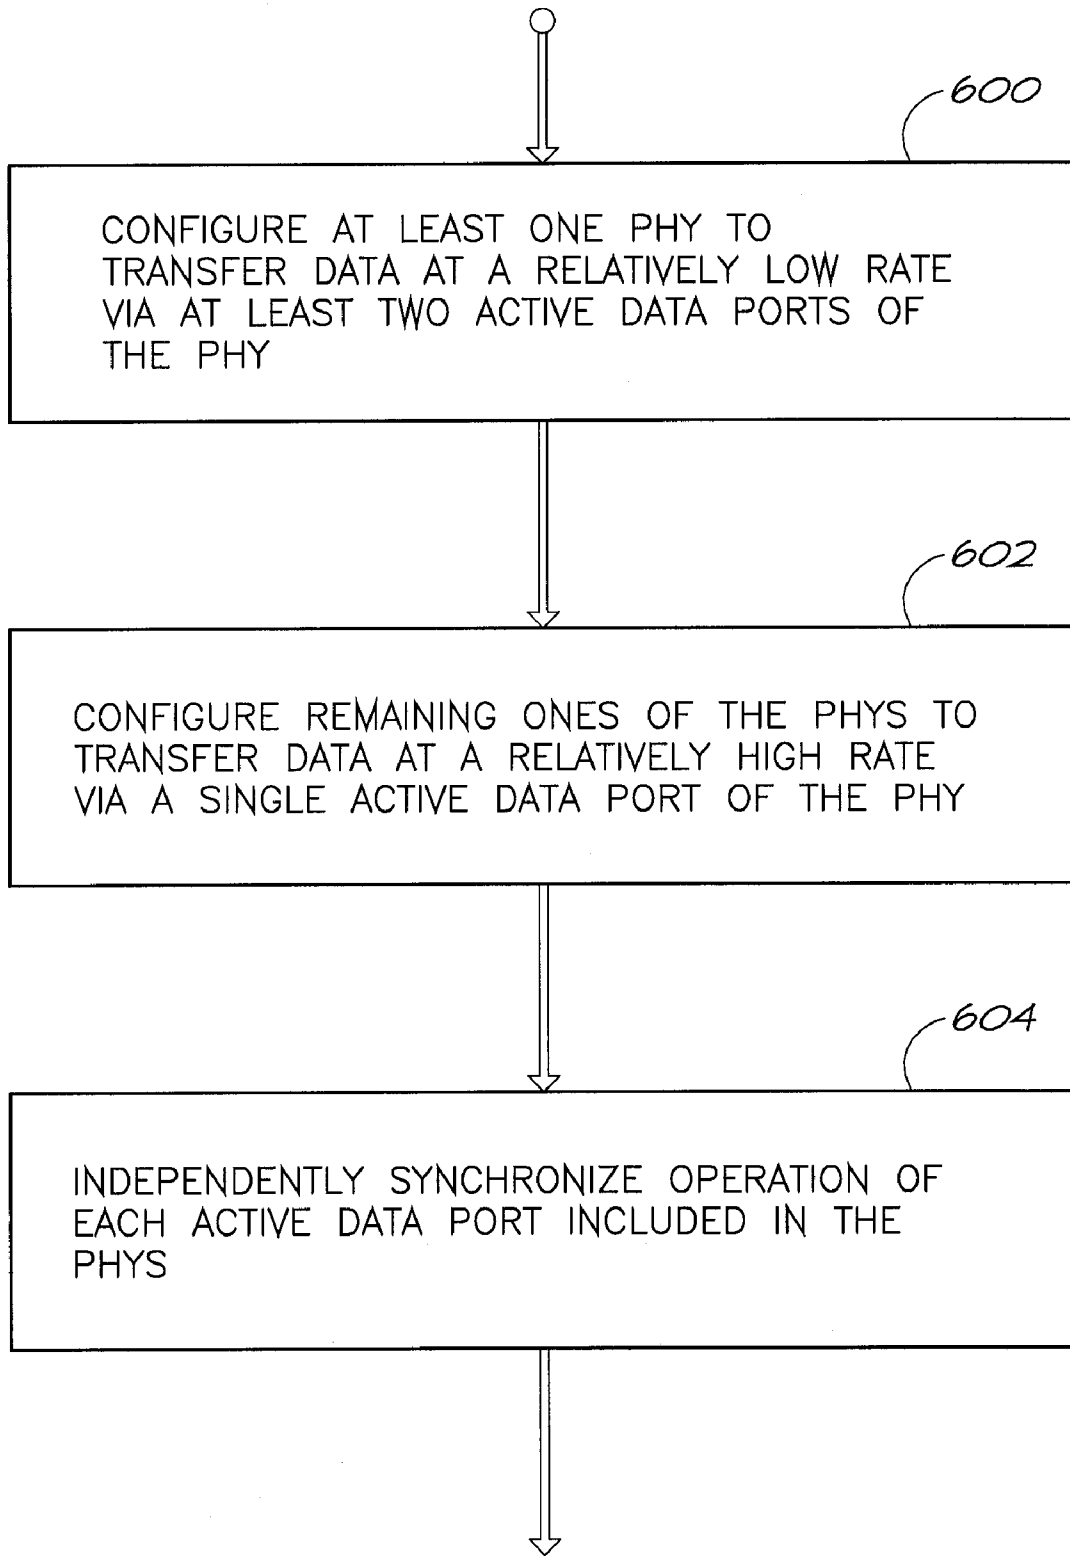 600
CONFIGURE AT LEAST ONE PHY TO
TRANSFER DATA AT A RELATIVELY LOW RATE
VIA AT LEAST TWO ACTIVE DATA PORTS OF
THE PHY
602
CONFIGURE REMAINING ONES OF THE PHYS TO
TRANSFER DATA AT A RELATIVELY HIGH RATE
VIA A SINGLE ACTIVE DATA PORT OF THE PHY
604
INDEPENDENTLY SYNCHRONIZE OPERATION OF
EACH ACTIVE DATA PORT INCLUDED IN THE
PHYS